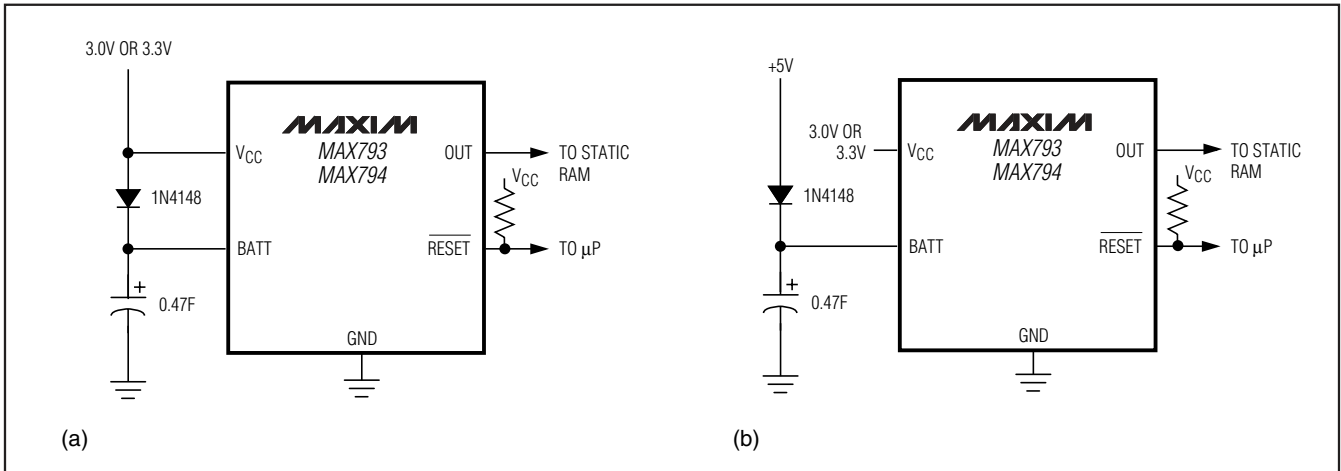 3.0V OR 3.3V
MAXIM
MAX793
MAX794
VCC
OUT
TO STATIC
RAM
VCC
1N4148
BATT
RESET
TO μP
+
0.47F
GND
(a)
+5V
3.0V OR
3.3V
MAXIM
MAX793
MAX794
VCC
OUT
TO STATIC
RAM
VCC
1N4148
BATT
RESET
TO μP
+
0.47F
GND
(b)